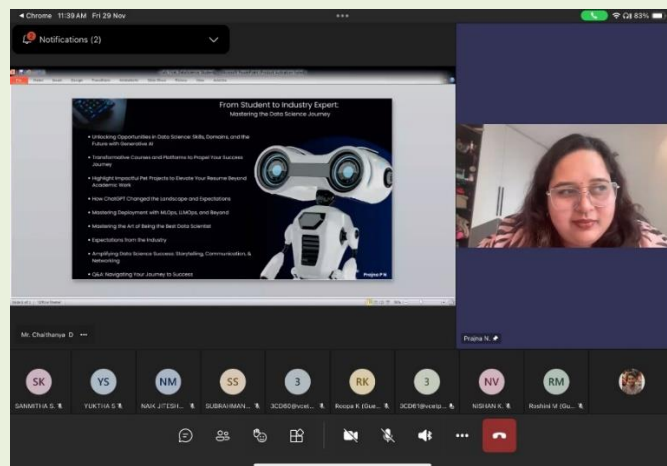 Chrome 11:39 AM Fri 29 Nov
83%
2
Notifications (2)
From Student to Industry Expert:
Mastering the Data Science Journey
Unlocking Opportunities in Data Science: Skills, Domains, and the
Future with Generative AI
Transformative Courses and Platforms to Propel Your Success
Journey
Highlight Impactful Pet Projects to Elevate Your Resume Beyond
Academic Work
How ChatGPT Changed the Landscape and Expectations
Mastering Deployment with MLOps, LLMOps, and Beyond
Mastering the Art of Being the Best Data Scientist
Expectations from the Industry
Amplifying Data Science Success: Storytelling, Communication, &
Networking
Q&A: Navigating Your Journey to Success
Prajna P N
Mr. Chaithanya D
Prajna N.
SK YS NM SS 3 RK 3 NV RM
SANMITHA S. YUKTHA S NAIK JITESH... SUBRAHMAN... 3CD60@vcet... Roopa K (Gue... 3CD61@vcetp... NISHAN K. Roshini M (Gu...